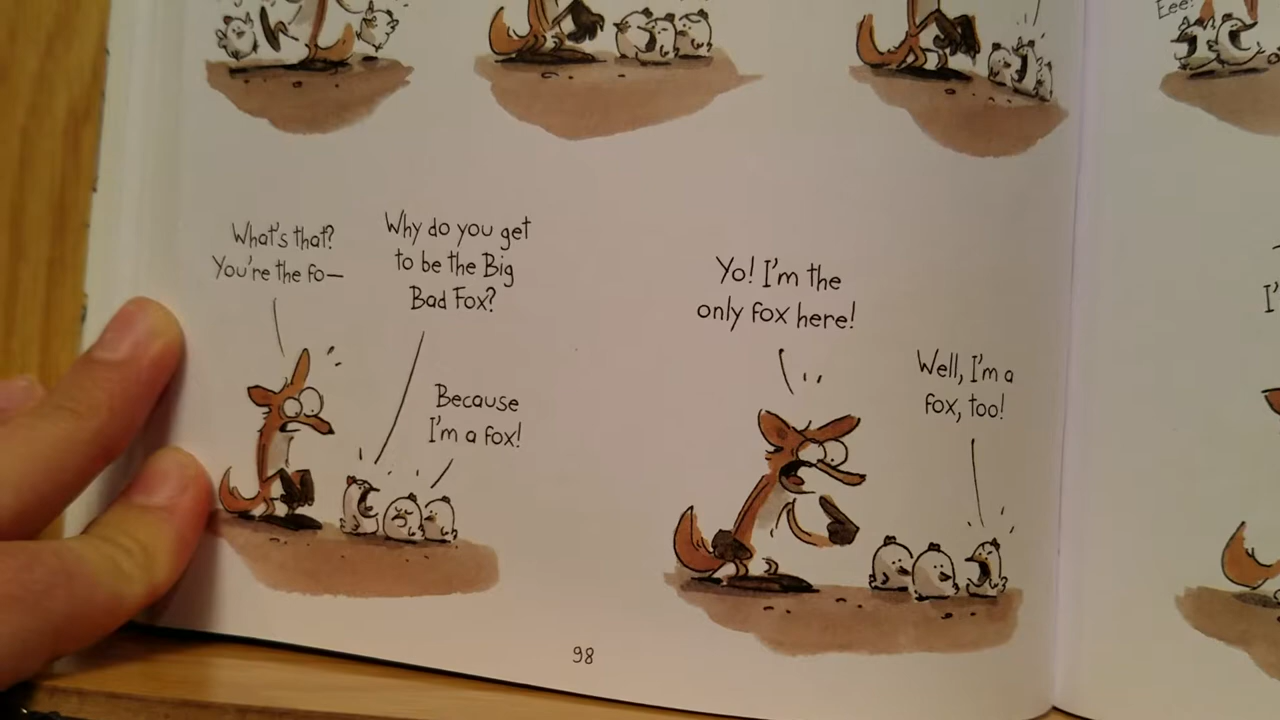 Eee!
What's that?
You're the fo—
Why do you get
to be the Big
Bad Fox?
Because
I'm a fox!
Yo! I'm the
only fox here!
Well, I'm a
fox, too!
I'
98